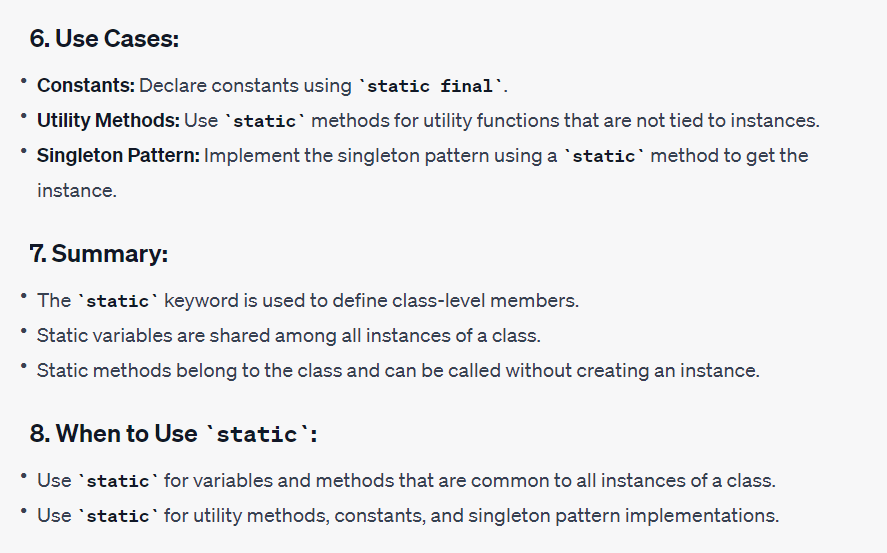 6. Use Cases:
• Constants: Declare constants using `static final`.
• Utility Methods: Use `static` methods for utility functions that are not tied to instances.
• Singleton Pattern: Implement the singleton pattern using a `static` method to get the
instance.
7. Summary:
• The `static` keyword is used to define class-level members.
• Static variables are shared among all instances of a class.
• Static methods belong to the class and can be called without creating an instance.
8. When to Use `static`:
• Use `static` for variables and methods that are common to all instances of a class.
• Use `static` for utility methods, constants, and singleton pattern implementations.